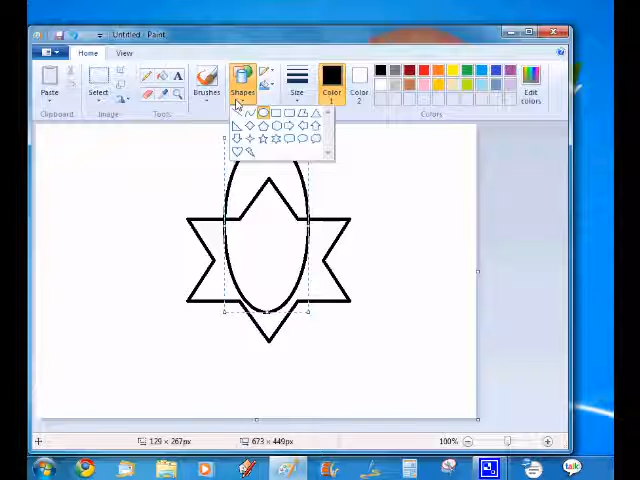 Untitled - Paint
Home View
Paste Select Brushes Shapes Size Color 1 Color 2 Edit colors
Clipboard Image Tools Colors
129 × 267px 673 × 449px 100%
talk